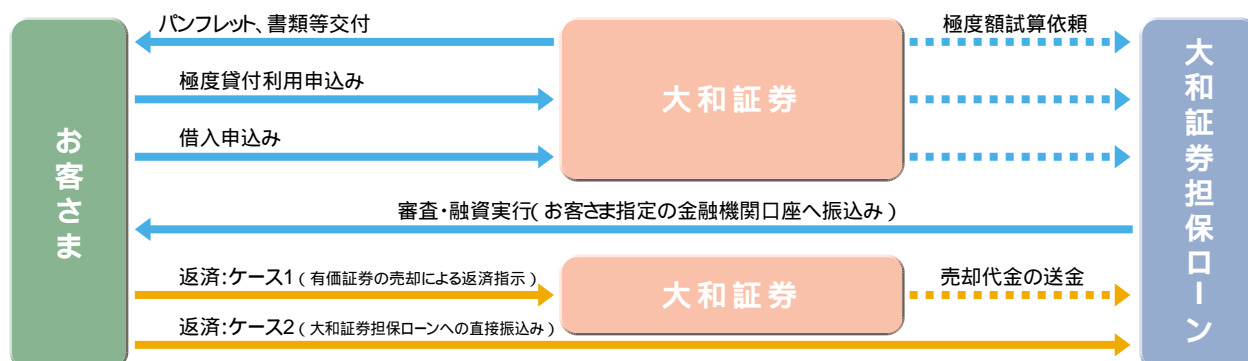 パンフレット、書類等交付
極度額試算依頼
極度貸付利用申込み
大和証券
借入申込み
お客さま
大和証券担保ローン
審査・融資実行(お客さま指定の金融機関口座へ振込み)
返済:ケース1(有価証券の売却による返済指示)
大和証券
売却代金の送金
返済:ケース2(大和証券担保ローンへの直接振込み)